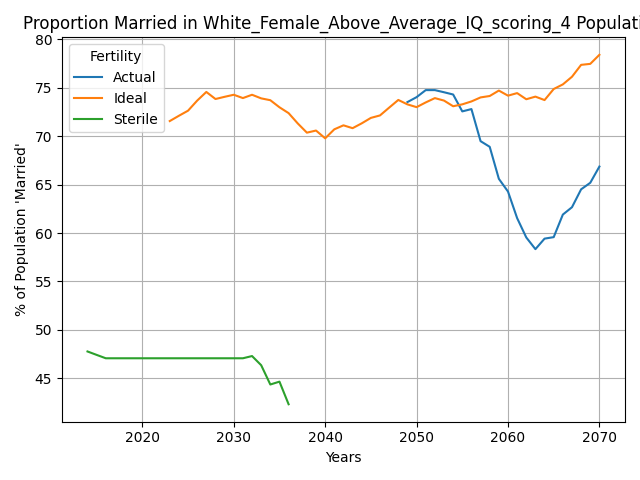 Proportion Married in White_Female_Above_Average_IQ_scoring_4 Populati
80
75
70
65
60
55
50
45
% of Population 'Married'
Fertility
Actual
Ideal
Sterile
2020 2030 2040 2050 2060 2070
Years